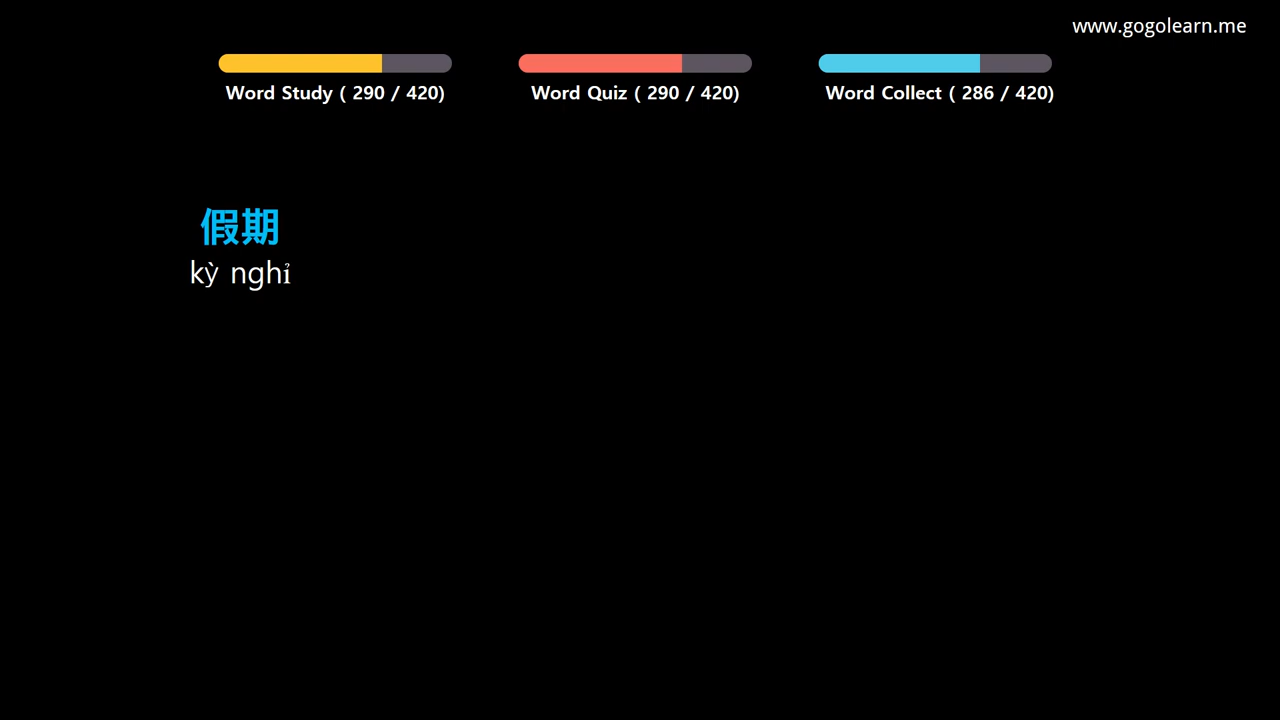 www.gogolearn.me
Word Study ( 290 / 420)
Word Quiz ( 290 / 420)
Word Collect ( 286 / 420)
假期
kỳ nghỉ